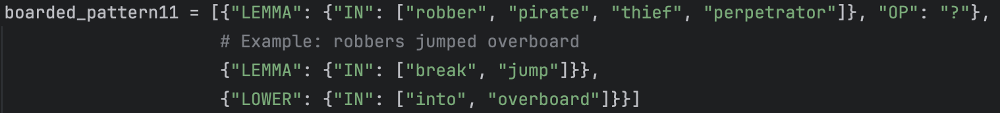 boarded_pattern11 = [{"LEMMA": {"IN": ["robber", "pirate", "thief", "perpetrator"]}, "OP": "?"},
# Example: robbers jumped overboard
{"LEMMA": {"IN": ["break", "jump"]}},
{"LOWER": {"IN": ["into", "overboard"]}}]